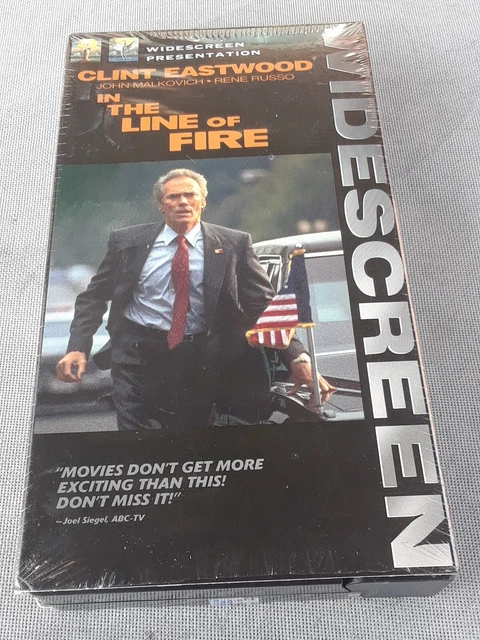 WIDESCREEN
PRESENTATION
CLINT EASTWOOD
JOHN MALKOVICH • RENE RUSSO
IN
THE
LINE OF
FIRE
WIDESCREEN
"MOVIES DON'T GET MORE
EXCITING THAN THIS!
DON'T MISS IT!"
–Joel Siegel, ABC-TV